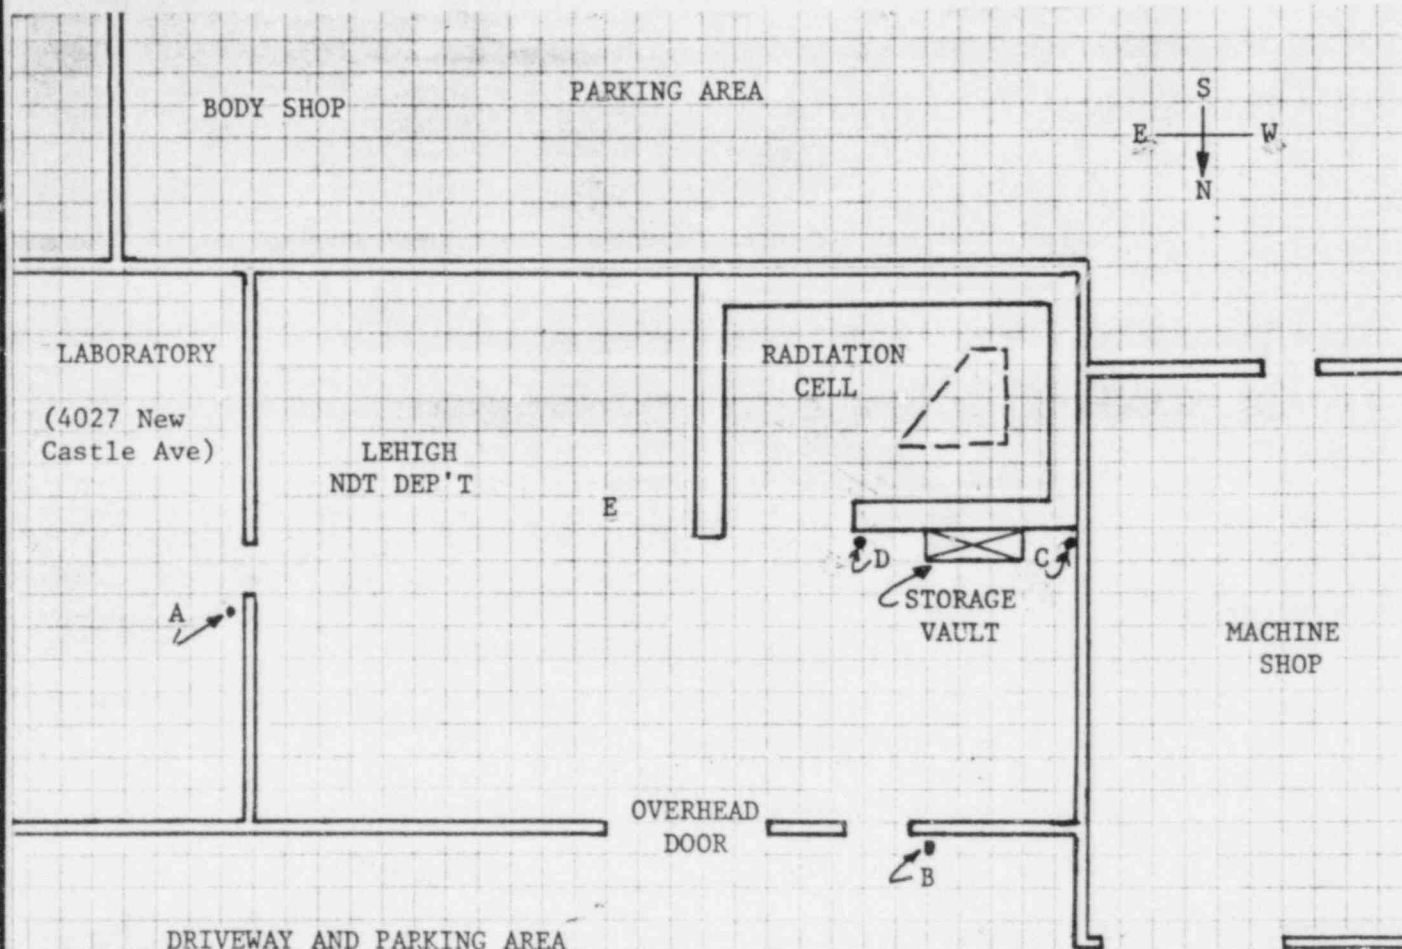 BODY SHOP
PARKING AREA
S
E W
N
LABORATORY
(4027 New
Castle Ave)
LEHIGH
NDT DEP'T
E
RADIATION
CELL
D
C
STORAGE
VAULT
A
MACHINE
SHOP
OVERHEAD
DOOR
B
DRIVEWAY AND PARKING AREA